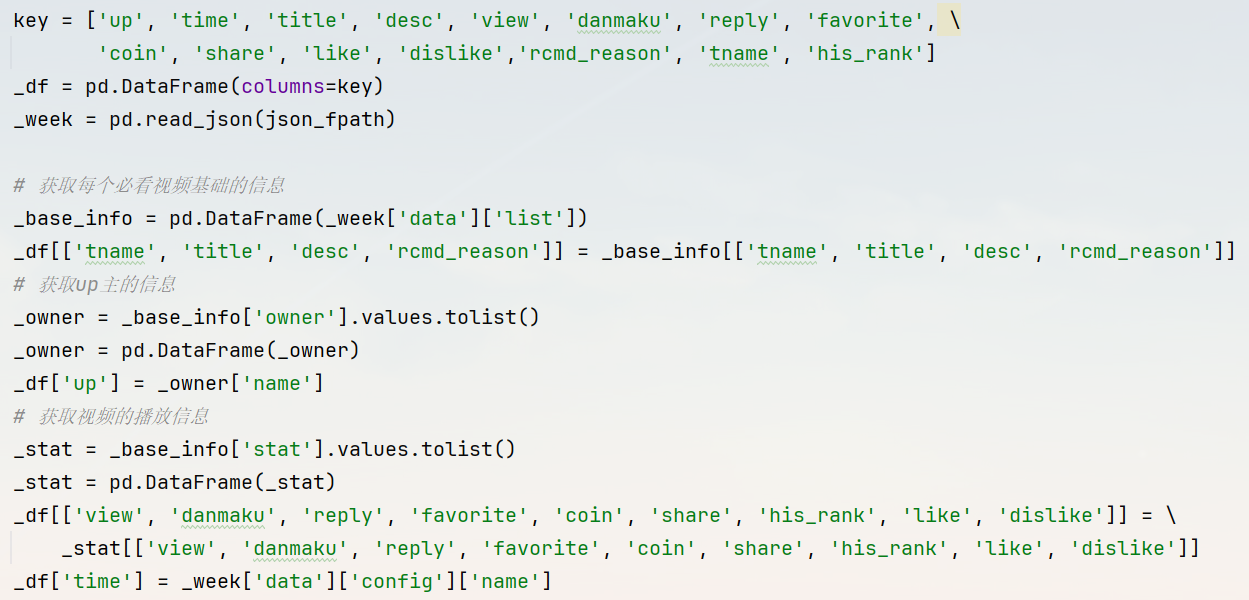 key = ['up', 'time', 'title', 'desc', 'view', 'danmaku', 'reply', 'favorite', \
       'coin', 'share', 'like', 'dislike','rcmd_reason', 'tname', 'his_rank']
_df = pd.DataFrame(columns=key)
_week = pd.read_json(json_fpath)

# 获取每个必看视频基础的信息
_base_info = pd.DataFrame(_week['data']['list'])
_df[['tname', 'title', 'desc', 'rcmd_reason']] = _base_info[['tname', 'title', 'desc', 'rcmd_reason']]
# 获取up主的信息
_owner = _base_info['owner'].values.tolist()
_owner = pd.DataFrame(_owner)
_df['up'] = _owner['name']
# 获取视频的播放信息
_stat = _base_info['stat'].values.tolist()
_stat = pd.DataFrame(_stat)
_df[['view', 'danmaku', 'reply', 'favorite', 'coin', 'share', 'his_rank', 'like', 'dislike']] = \
    _stat[['view', 'danmaku', 'reply', 'favorite', 'coin', 'share', 'his_rank', 'like', 'dislike']]
_df['time'] = _week['data']['config']['name']